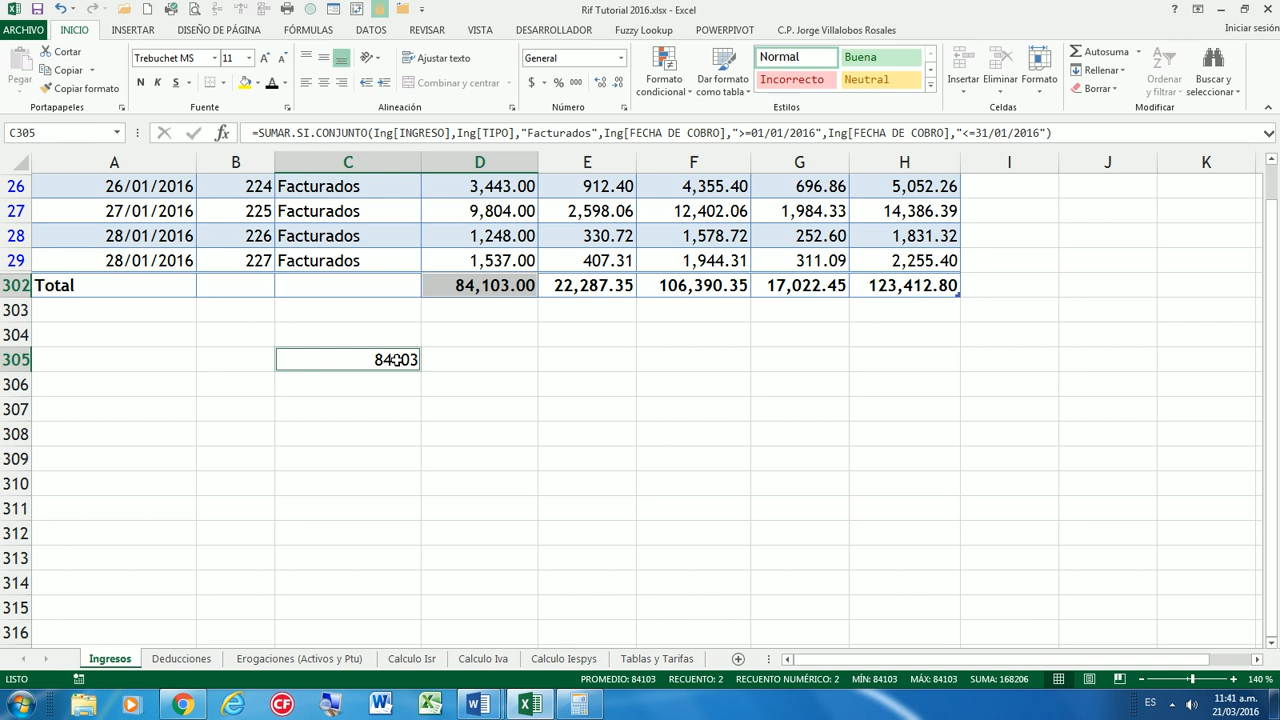 Rif Tutorial 2016.xlsx - Excel
ARCHIVO INICIO INSERTAR DISEÑO DE PÁGINA FÓRMULAS DATOS REVISAR VISTA DESARROLLADOR Fuzzy Lookup POWERPIVOT C.P. Jorge Villalobos Rosales Iniciar sesión
Pegar Cortar Copiar Copiar formato
Trebuchet MS 11
N K S
Ajustar texto
Combinar y centrar
General
$ % 000
Formato condicional Dar formato como tabla
Normal Buena
Incorrecto Neutral
Insertar Eliminar Formato
Autosuma
Rellenar
Borrar
Ordenar y filtrar Buscar y seleccionar
Portapapeles Fuente Alineación Número Estilos Celdas Modificar
C305 fx =SUMAR.SI.CONJUNTO(Ing[INGRESO],Ing[TIPO],"Facturados",Ing[FECHA DE COBRO],">=01/01/2016",Ing[FECHA DE COBRO],"<=31/01/2016")
A B C D E F G H I J K
26 26/01/2016 224 Facturados 3,443.00 912.40 4,355.40 696.86 5,052.26
27 27/01/2016 225 Facturados 9,804.00 2,598.06 12,402.06 1,984.33 14,386.39
28 28/01/2016 226 Facturados 1,248.00 330.72 1,578.72 252.60 1,831.32
29 28/01/2016 227 Facturados 1,537.00 407.31 1,944.31 311.09 2,255.40
302 Total 84,103.00 22,287.35 106,390.35 17,022.45 123,412.80
303
304
305 84103
306
307
308
309
310
311
312
313
314
315
316
Ingresos Deducciones Erogaciones (Activos y Ptu) Calculo Isr Calculo Iva Calculo Iespys Tablas y Tarifas
LISTO PROMEDIO: 84103 RECUENTO: 2 RECUENTO NUMÉRICO: 2 MÍN: 84103 MÁX: 84103 SUMA: 168206 140 %
ES 11:41 a.m.
21/03/2016